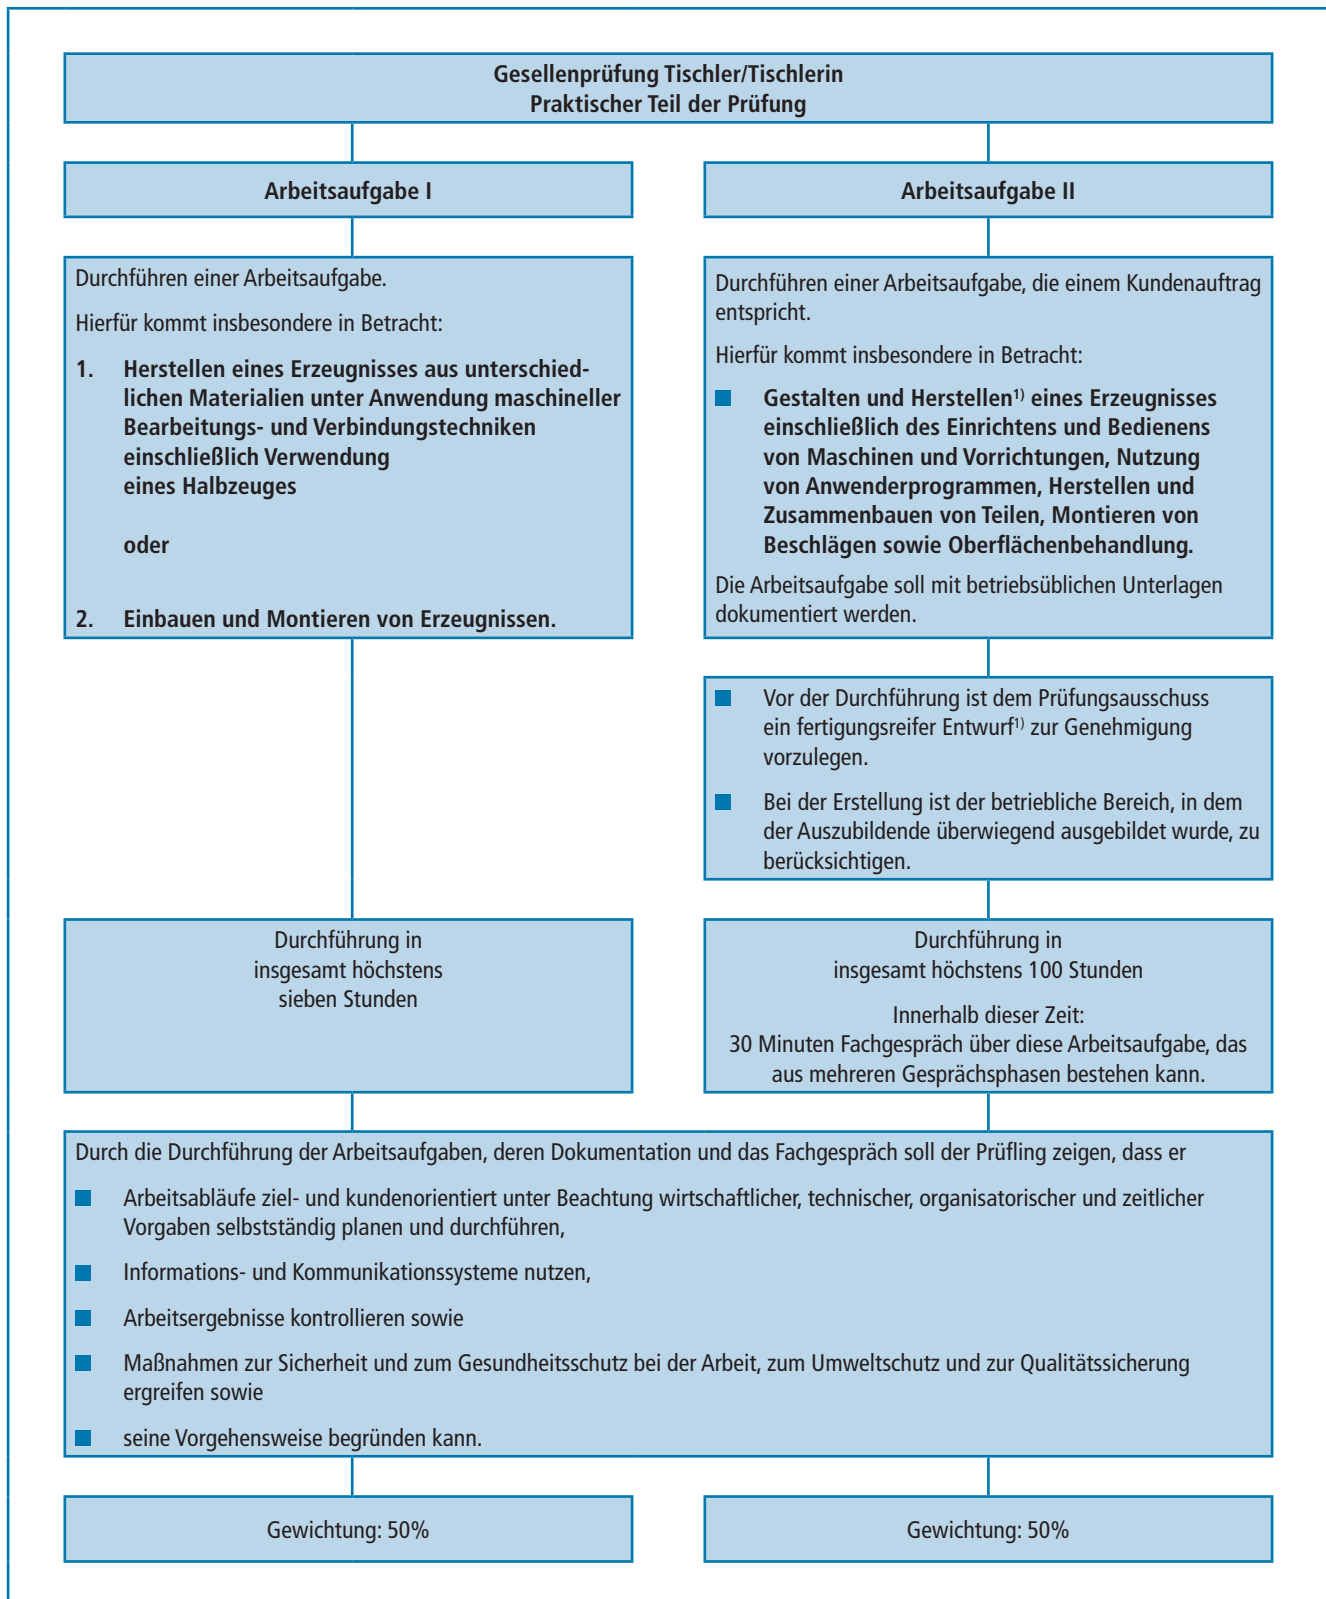 Gesellenprüfung Tischler/Tischlerin
Praktischer Teil der Prüfung
Arbeitsaufgabe I
Durchführen einer Arbeitsaufgabe.
Hierfür kommt insbesondere in Betracht:
1. Herstellen eines Erzeugnisses aus unterschied-
lichen Materialien unter Anwendung maschineller
Bearbeitungs- und Verbindungstechniken
einschließlich Verwendung
eines Halbzeuges
oder
2. Einbauen und Montieren von Erzeugnissen.
Arbeitsaufgabe II
Durchführen einer Arbeitsaufgabe, die einem Kundenauftrag
entspricht.
Hierfür kommt insbesondere in Betracht:
■ Gestalten und Herstellen¹⁾ eines Erzeugnisses
einschließlich des Einrichtens und Bedienens
von Maschinen und Vorrichtungen, Nutzung
von Anwenderprogrammen, Herstellen und
Zusammenbauen von Teilen, Montieren von
Beschlägen sowie Oberflächenbehandlung.
Die Arbeitsaufgabe soll mit betriebsüblichen Unterlagen
dokumentiert werden.
■ Vor der Durchführung ist dem Prüfungsausschuss
ein fertigungsreifer Entwurf¹⁾ zur Genehmigung
vorzulegen.
■ Bei der Erstellung ist der betriebliche Bereich, in dem
der Auszubildende überwiegend ausgebildet wurde, zu
berücksichtigen.
Durchführung in
insgesamt höchstens
sieben Stunden
Durchführung in
insgesamt höchstens 100 Stunden
Innerhalb dieser Zeit:
30 Minuten Fachgespräch über diese Arbeitsaufgabe, das
aus mehreren Gesprächsphasen bestehen kann.
Durch die Durchführung der Arbeitsaufgaben, deren Dokumentation und das Fachgespräch soll der Prüfling zeigen, dass er
■ Arbeitsabläufe ziel- und kundenorientiert unter Beachtung wirtschaftlicher, technischer, organisatorischer und zeitlicher
Vorgaben selbstständig planen und durchführen,
■ Informations- und Kommunikationssysteme nutzen,
■ Arbeitsergebnisse kontrollieren sowie
■ Maßnahmen zur Sicherheit und zum Gesundheitsschutz bei der Arbeit, zum Umweltschutz und zur Qualitätssicherung
ergreifen sowie
■ seine Vorgehensweise begründen kann.
Gewichtung: 50%
Gewichtung: 50%